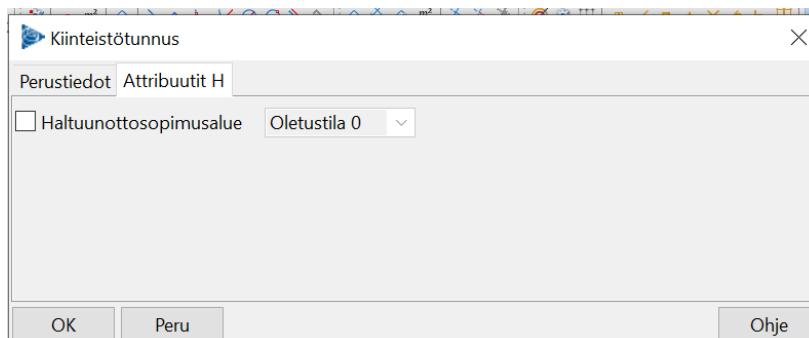 Kiinteistötunnus
Perustiedot Attribuutit H
Haltuunottosopimusalue Oletustila 0
OK Peru Ohje